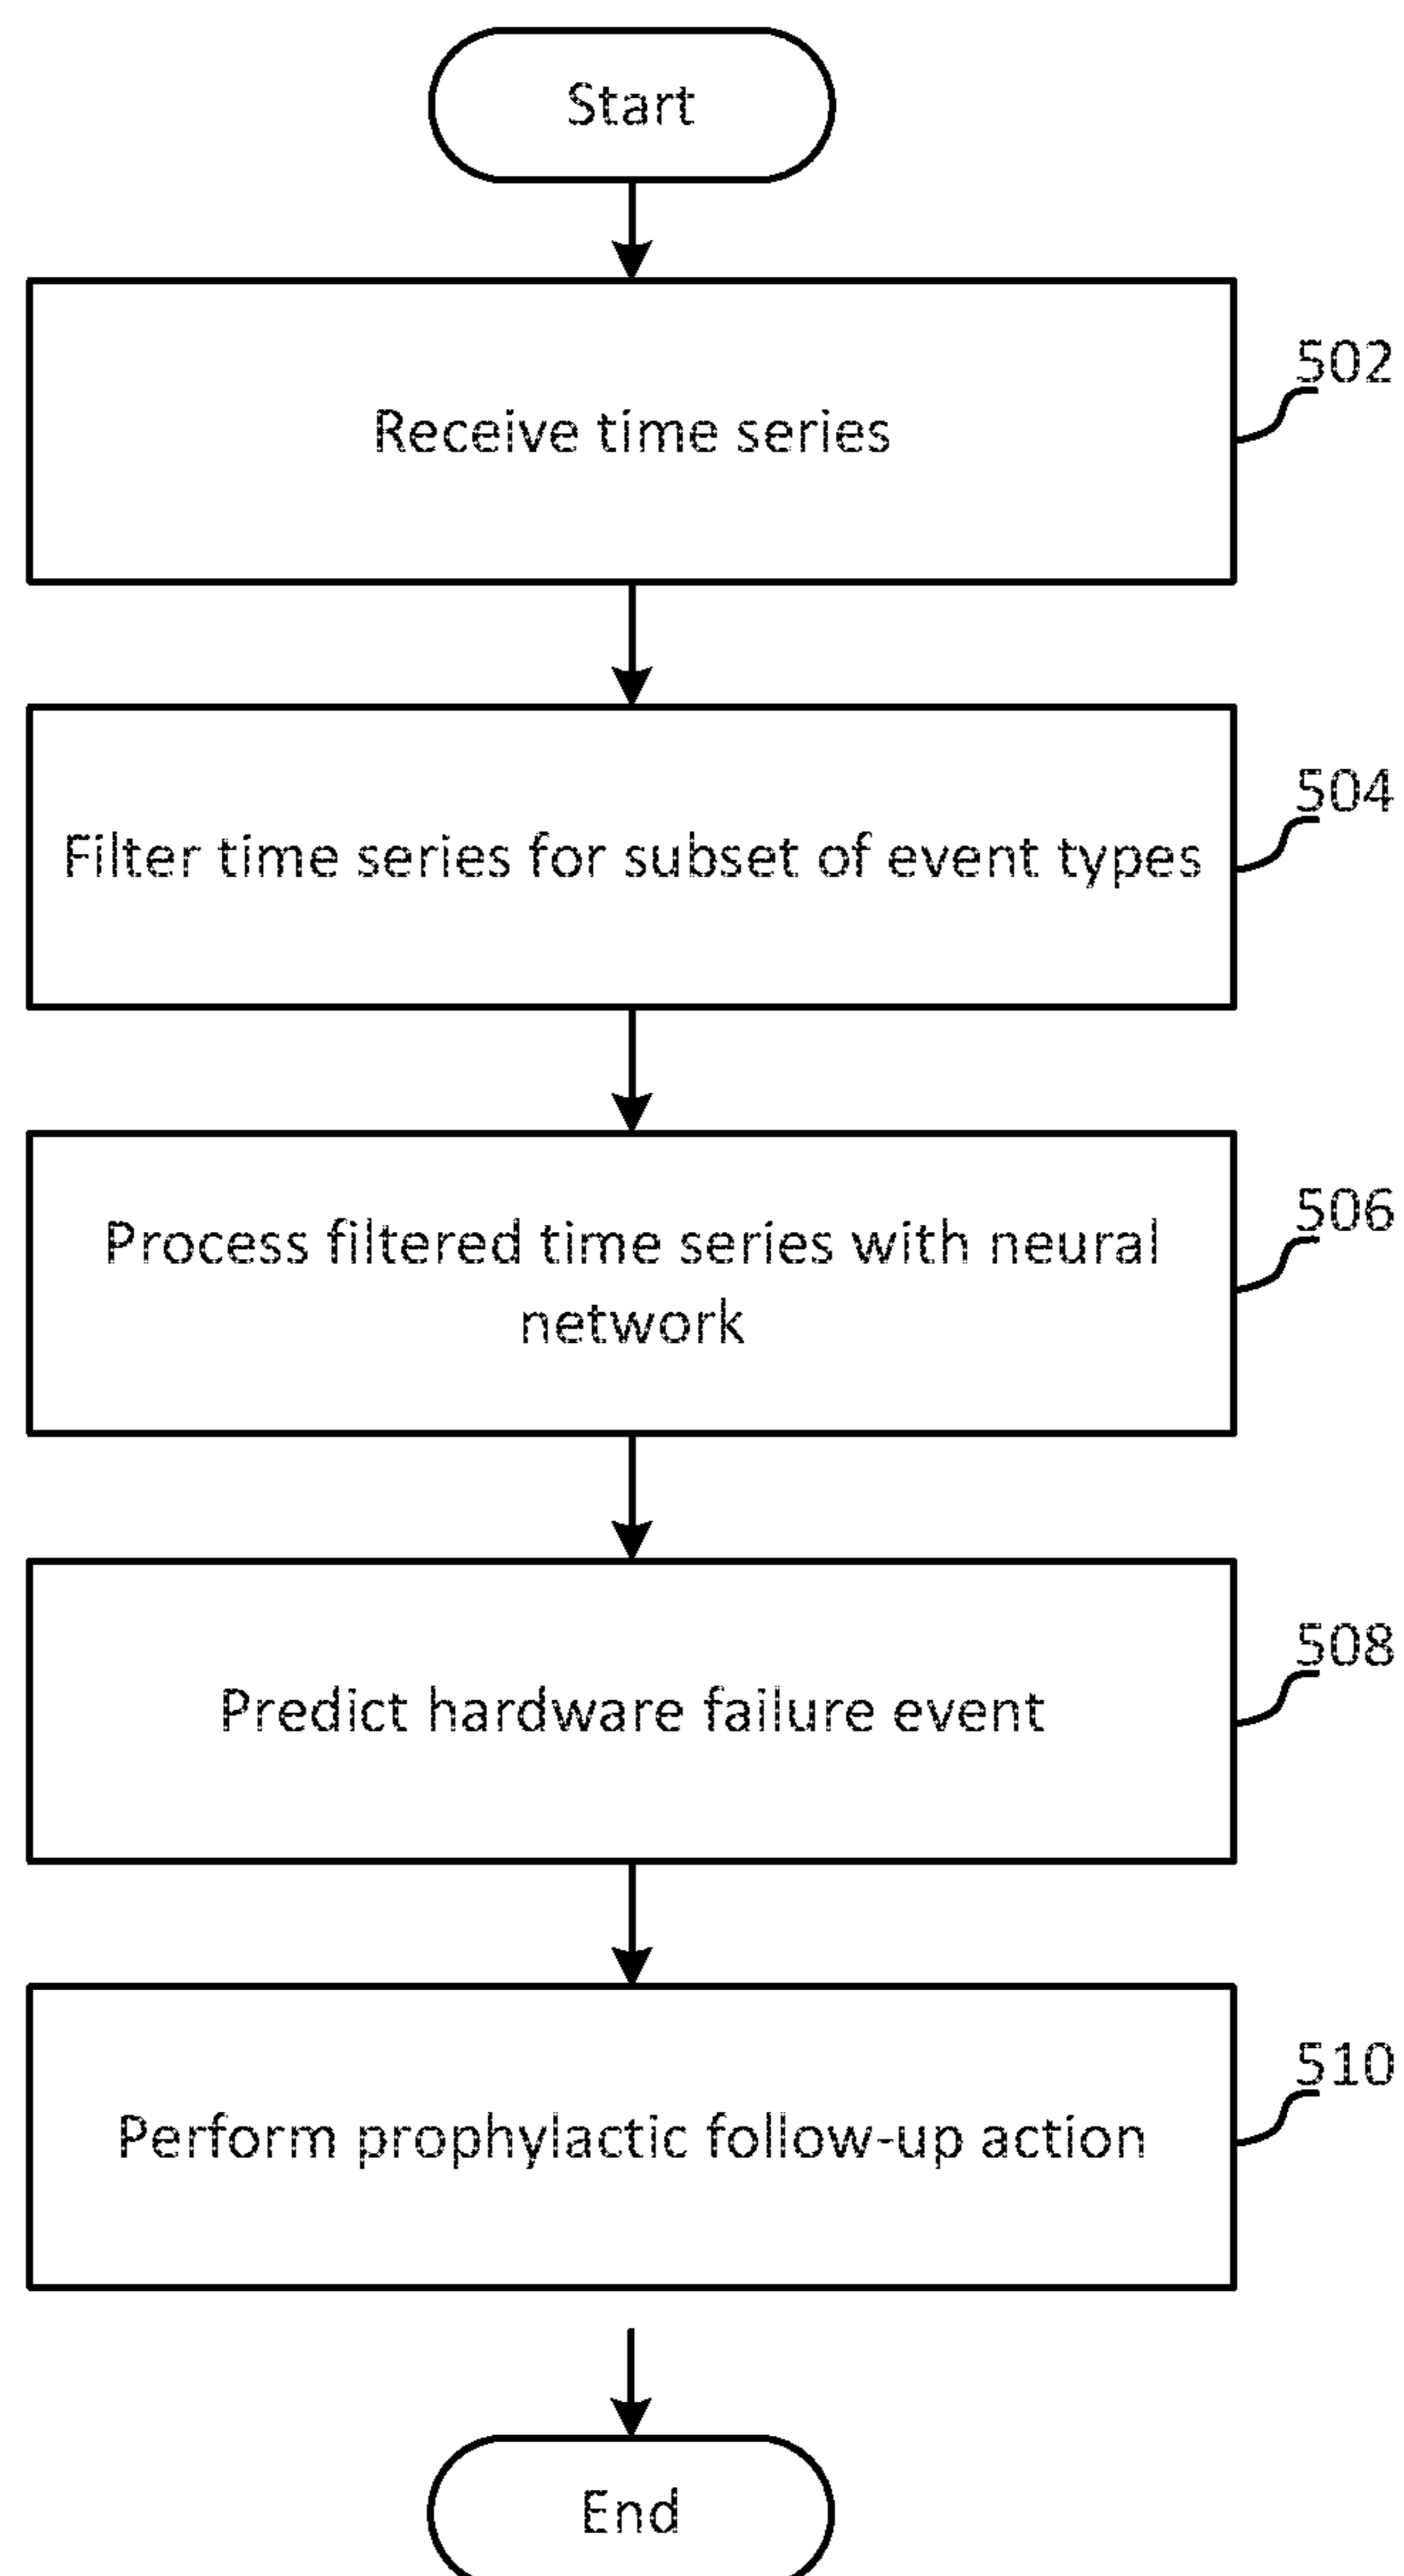 Start
502
Receive time series
504
Filter time series for subset of event types
506
Process filtered time series with neural
network
508
Predict hardware failure event
510
Perform prophylactic follow-up action
End